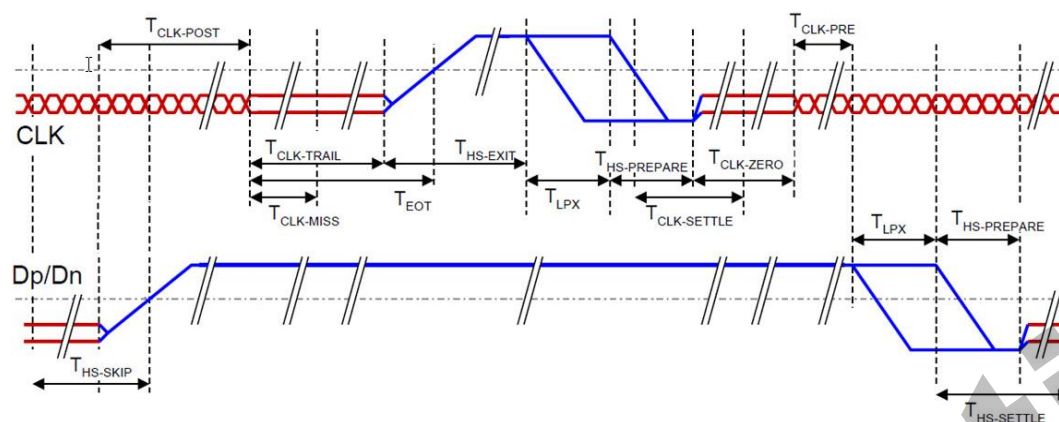 TCLK-POST
TCLK-PRE
CLK
TCLK-TRAIL
THS-EXIT
THS-PREPARE
TCLK-ZERO
TEOT
TLPX
TCLK-MISS
TCLK-SETTLE
TLPX
THS-PREPARE
Dp/Dn
THS-SKIP
THS-SETTLE